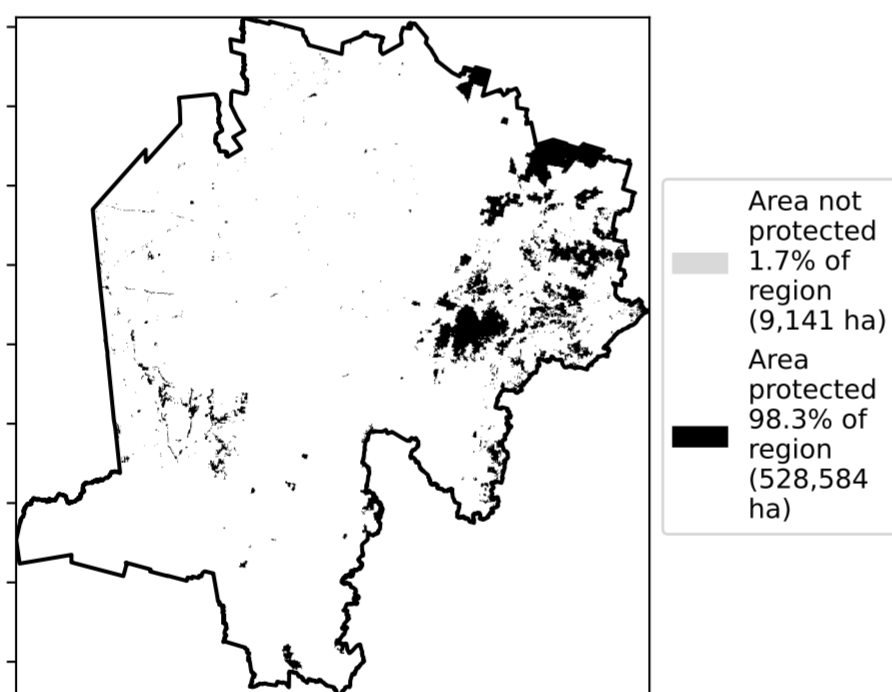 Area not
protected
1.7% of
region
(9,141 ha)
Area
protected
98.3% of
region
(528,584
ha)